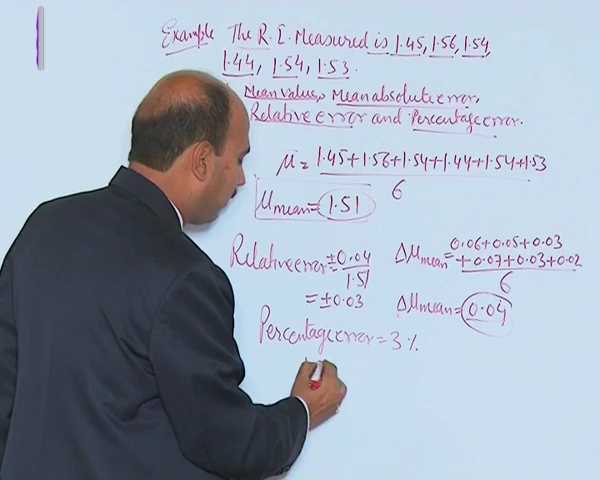 Example The R.I. Measured is 1.45, 1.56, 1.54,
1.44, 1.54, 1.53.
Mean value, Mean absolute error,
Relative error and Percentage error.
μ = 1.45+1.56+1.54+1.44+1.54+1.53
6
μmean = 1.51
Relative error = ±0.04
1.51
= ±0.03
Δμmean = 0.06+0.05+0.03
+0.07+0.03+0.02
6
Δμmean = 0.04
Percentage error = 3%.